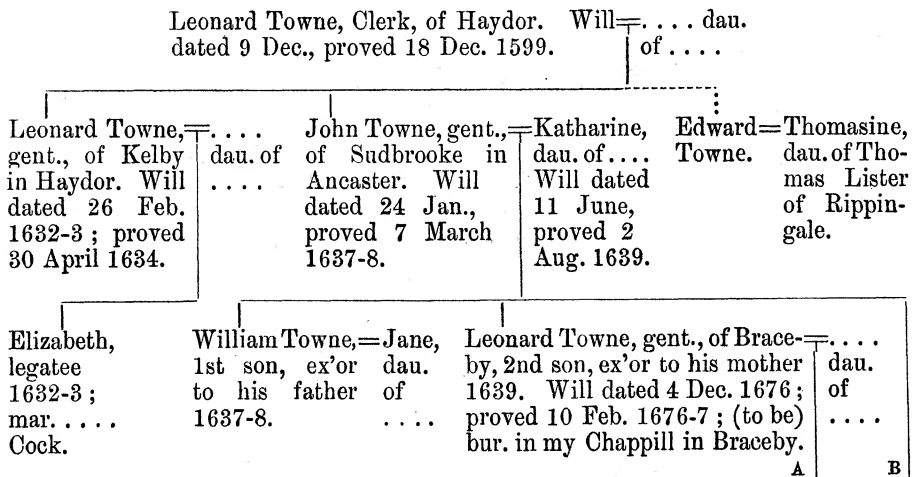 Leonard Towne, Clerk, of Haydor. Will=. . . . dau.
dated 9 Dec., proved 18 Dec. 1599. of . . . .
Leonard Towne,=. . . .
gent., of Kelby dau. of
in Haydor. Will . . . .
dated 26 Feb.
1632-3 ; proved
30 April 1634.
John Towne, gent.,=Katharine,
of Sudbrooke in dau. of . . . .
Ancaster. Will Will dated
dated 24 Jan., 11 June,
proved 7 March proved 2
1637-8. Aug. 1639.
Edward=Thomasine,
Towne. dau. of Tho-
mas Lister
of Rippin-
gale.
Elizabeth,
legatee
1632-3 ;
mar. . . . .
Cock.
William Towne,=Jane,
1st son, ex'or dau.
to his father of
1637-8. . . . .
Leonard Towne, gent., of Brace-=. . . .
by, 2nd son, ex'or to his mother dau.
1639. Will dated 4 Dec. 1676 ; of
proved 10 Feb. 1676-7 ; (to be) . . . .
bur. in my Chappill in Braceby.
A B